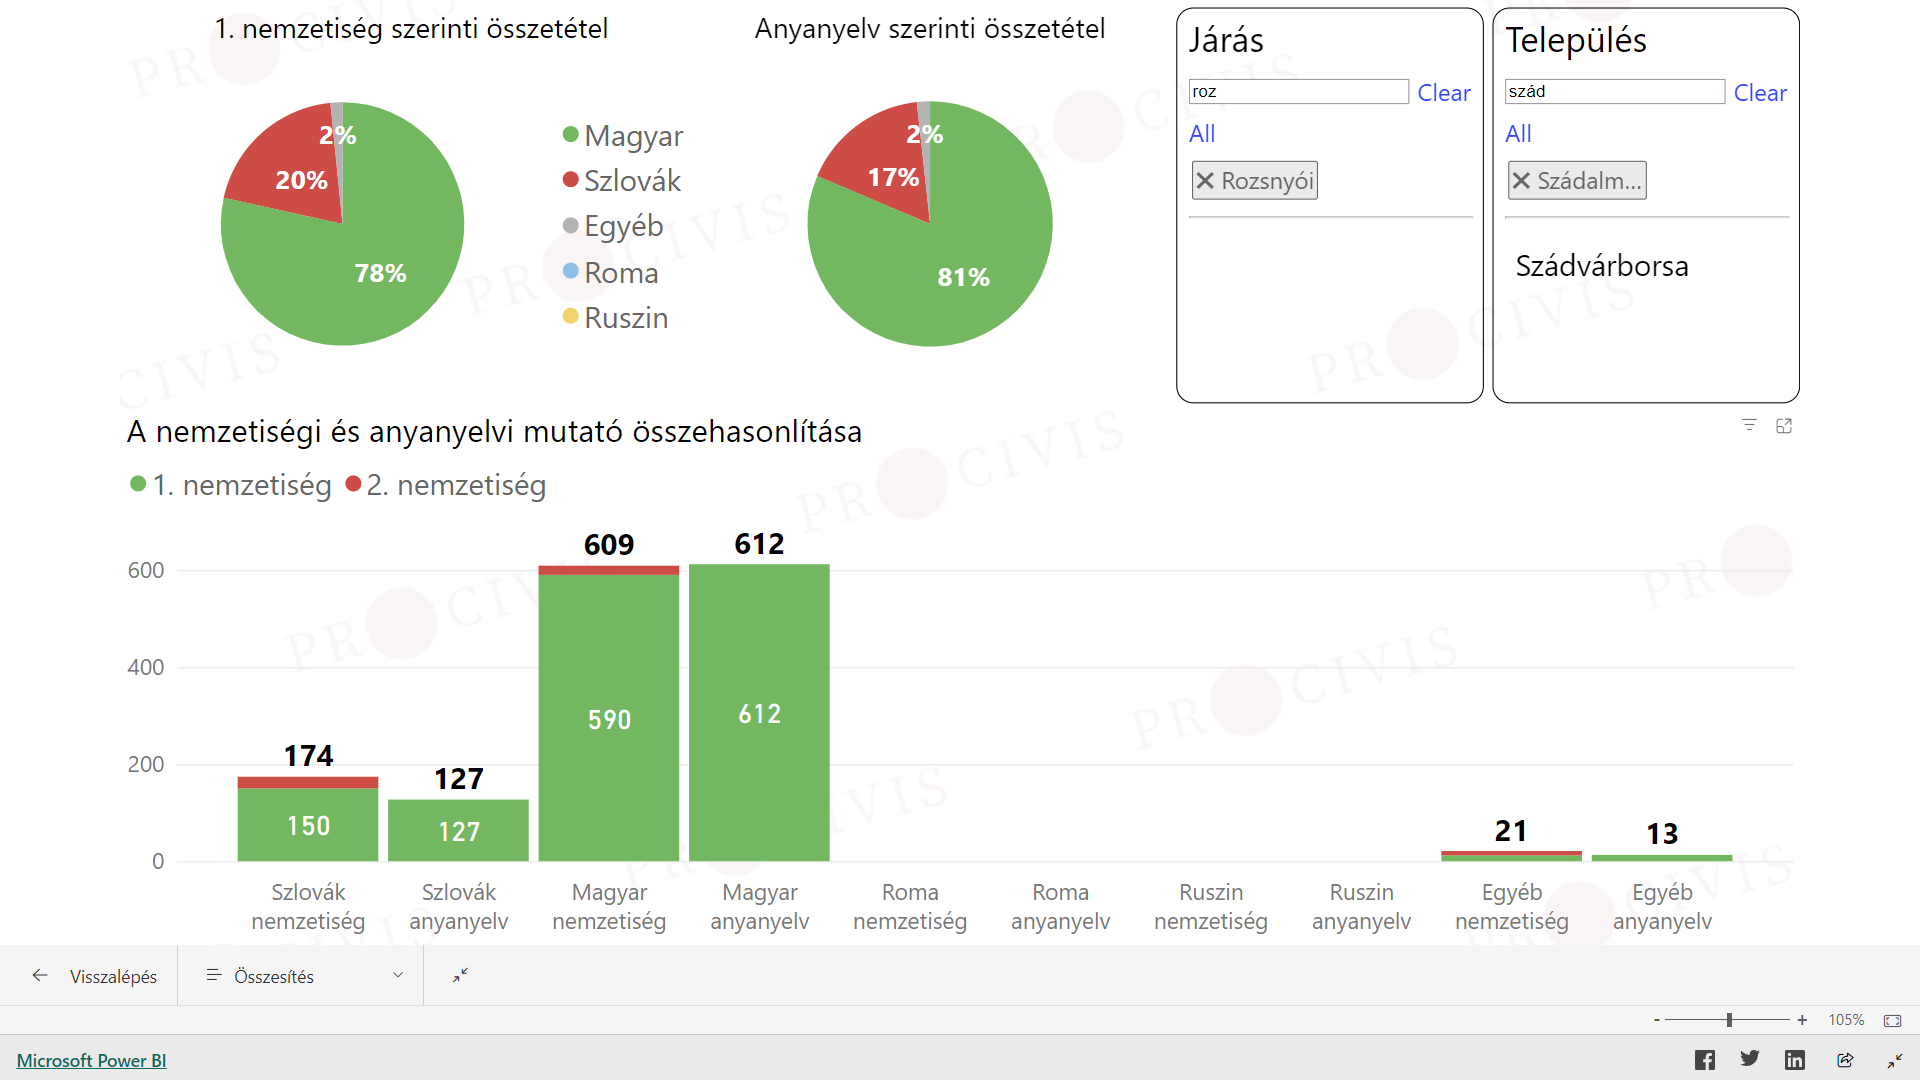 1. nemzetiség szerinti összetétel
2%
20%
78%
Magyar
Szlovák
Egyéb
Roma
Ruszin
Anyanyelv szerinti összetétel
2%
17%
81%
Járás
roz Clear
All
Rozsnyói
Település
szád Clear
All
Szádalm...
Szádvárborsa
A nemzetiségi és anyanyelvi mutató összehasonlítása
1. nemzetiség 2. nemzetiség
600
400
200
0
174
150
127
127
609
590
612
612
21
13
Szlovák nemzetiség
Szlovák anyanyelv
Magyar nemzetiség
Magyar anyanyelv
Roma nemzetiség
Roma anyanyelv
Ruszin nemzetiség
Ruszin anyanyelv
Egyéb nemzetiség
Egyéb anyanyelv
PRO CIVIS
Visszalépés Összesítés
- + 105%
Microsoft Power BI